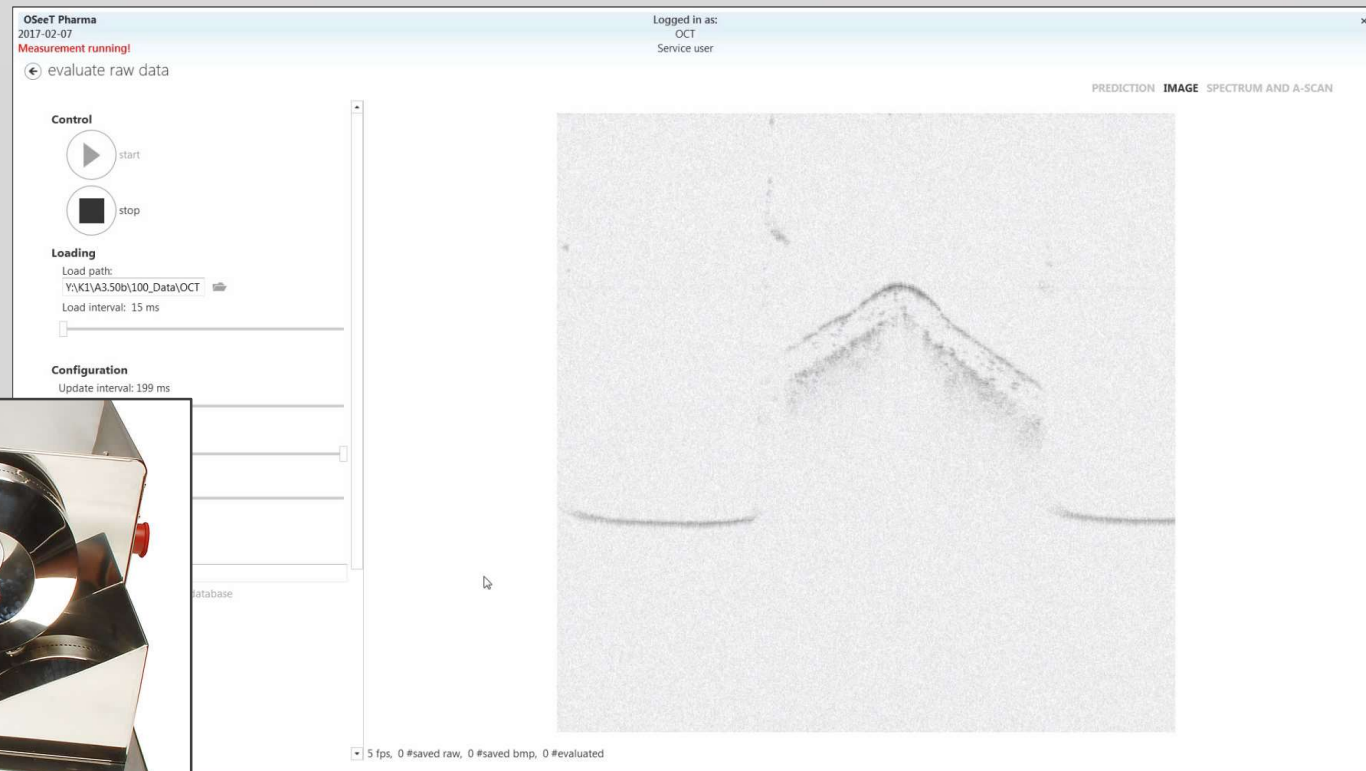 OSeeT Pharma
2017-02-07
Measurement running!
Logged in as:
OCT
Service user
×
evaluate raw data
PREDICTION IMAGE SPECTRUM AND A-SCAN
Control
start
stop
Loading
Load path:
Y:\K1\A3.50b\100_Data\OCT
Load interval: 15 ms
Configuration
Update interval: 199 ms
database
5 fps, 0 #saved raw, 0 #saved bmp, 0 #evaluated